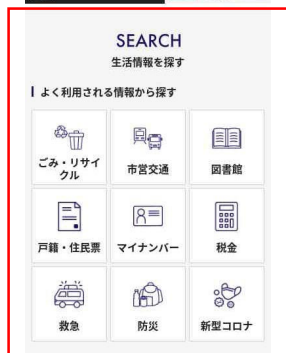 SEARCH
生活情報を探す
よく利用される情報から探す
ごみ・リサイ
クル
市営交通
図書館
戸籍・住民票
マイナンバー
税金
救急
防災
新型コロナ